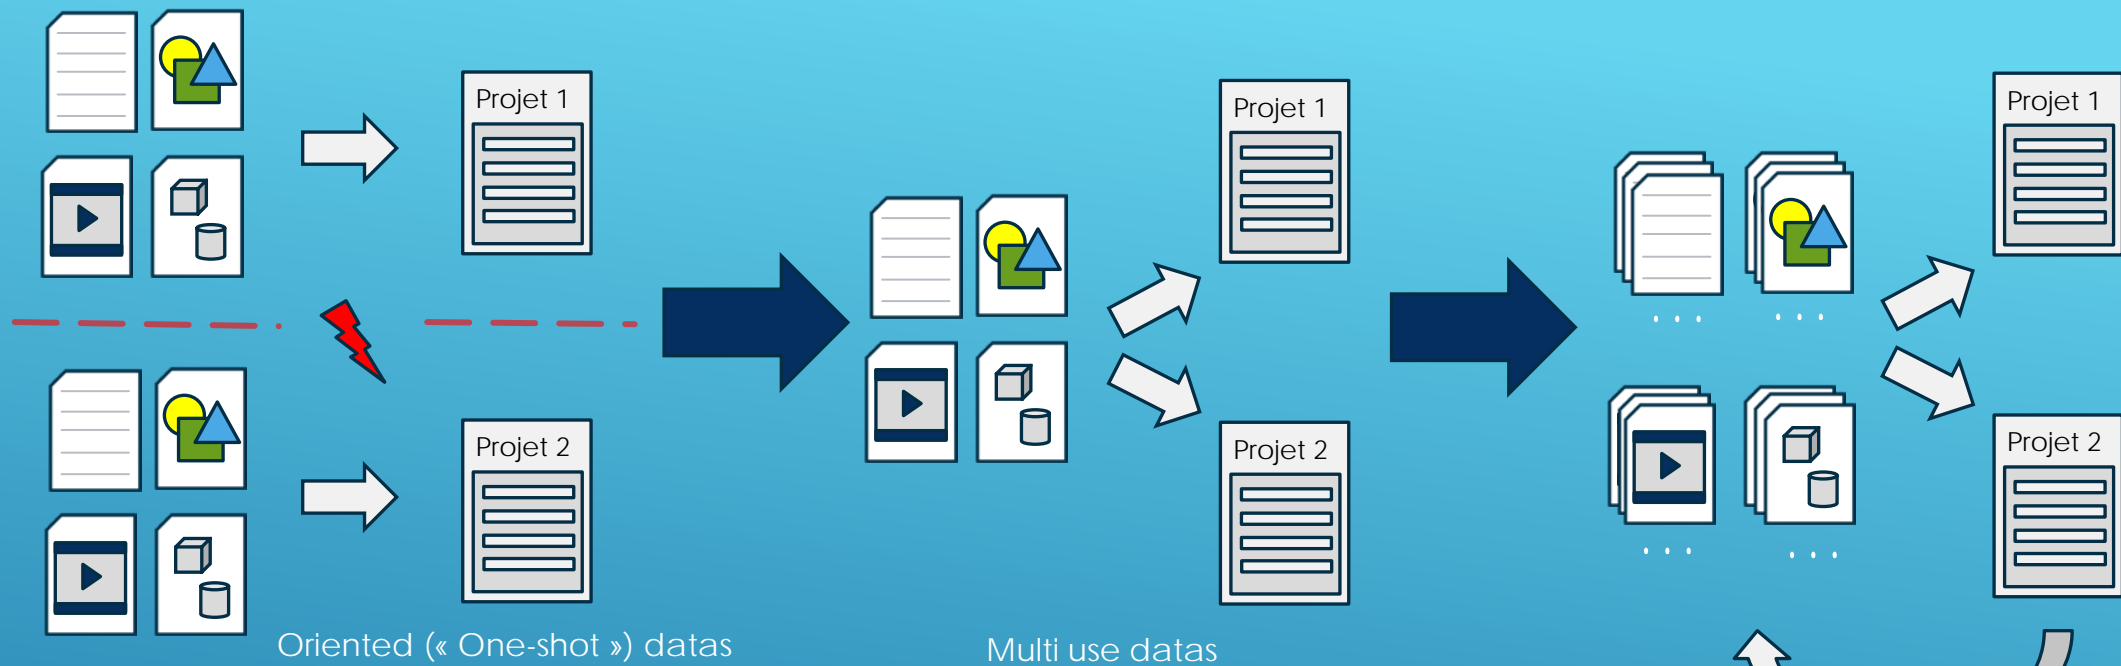 Projet 1
Projet 1
Projet 1
Projet 2
Projet 2
Projet 2
. . .
. . .
. . .
. . .
Oriented (« One-shot ») datas
Multi use datas